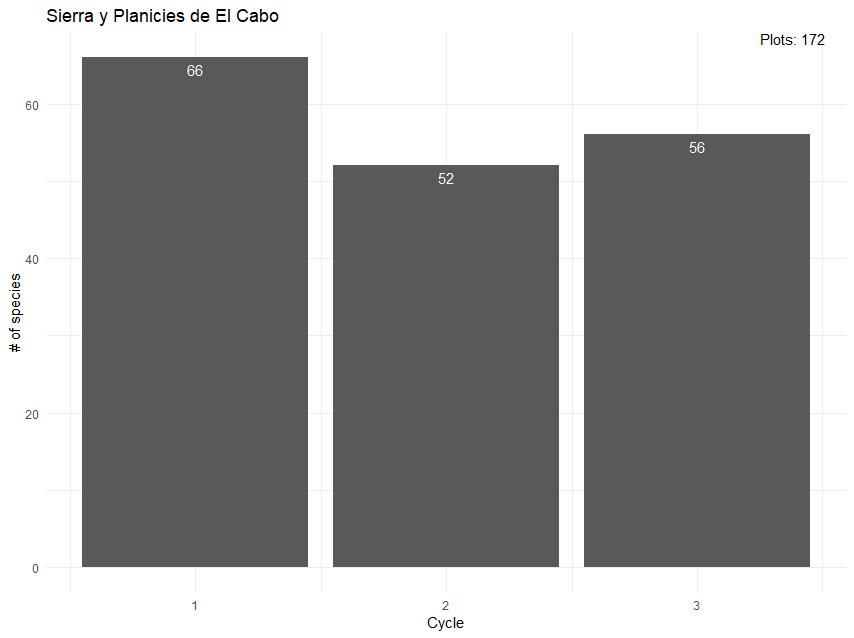 Sierra y Planicies de El Cabo
Plots: 172
66
52
56
60
40
20
0
# of species
1
2
3
Cycle